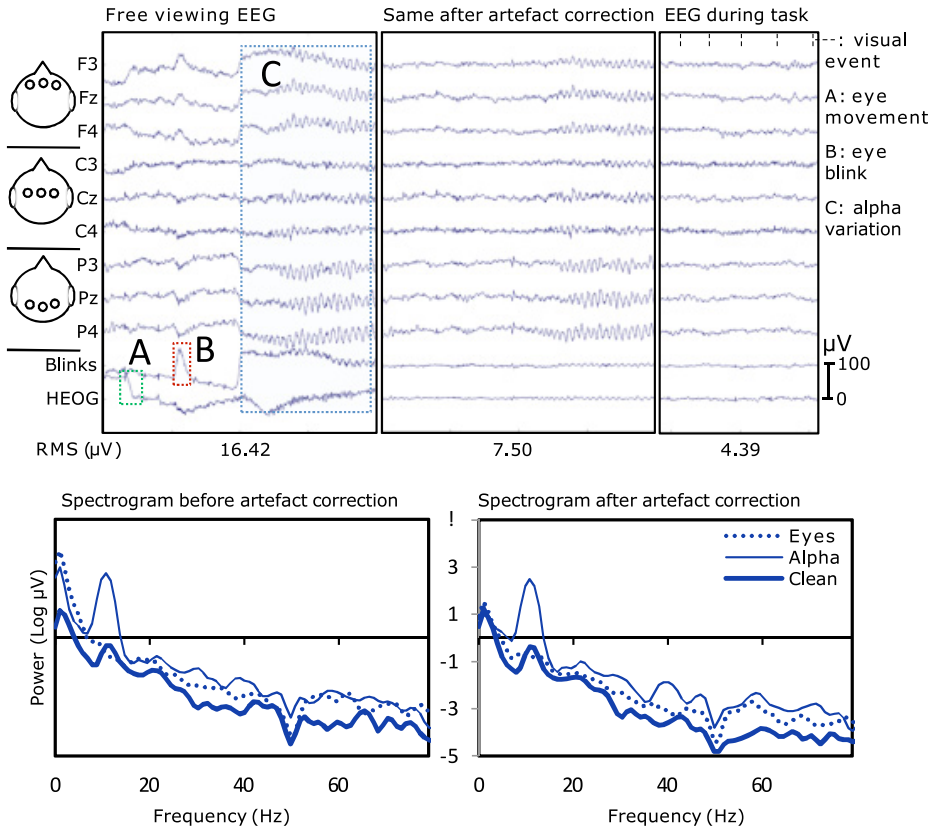 Free viewing EEG
Same after artefact correction
EEG during task
F3
Fz
F4
C3
Cz
C4
P3
Pz
P4
Blinks
HEOG
A
B
C
: visual
event
A: eye
movement
B: eye
blink
C: alpha
variation
µV
100
0
RMS (µV)
16.42
7.50
4.39
Spectrogram before artefact correction
Spectrogram after artefact correction
Power (Log µV)
!
3
1
-1
-3
-5
Eyes
Alpha
Clean
0
20
40
60
0
20
40
60
Frequency (Hz)
Frequency (Hz)